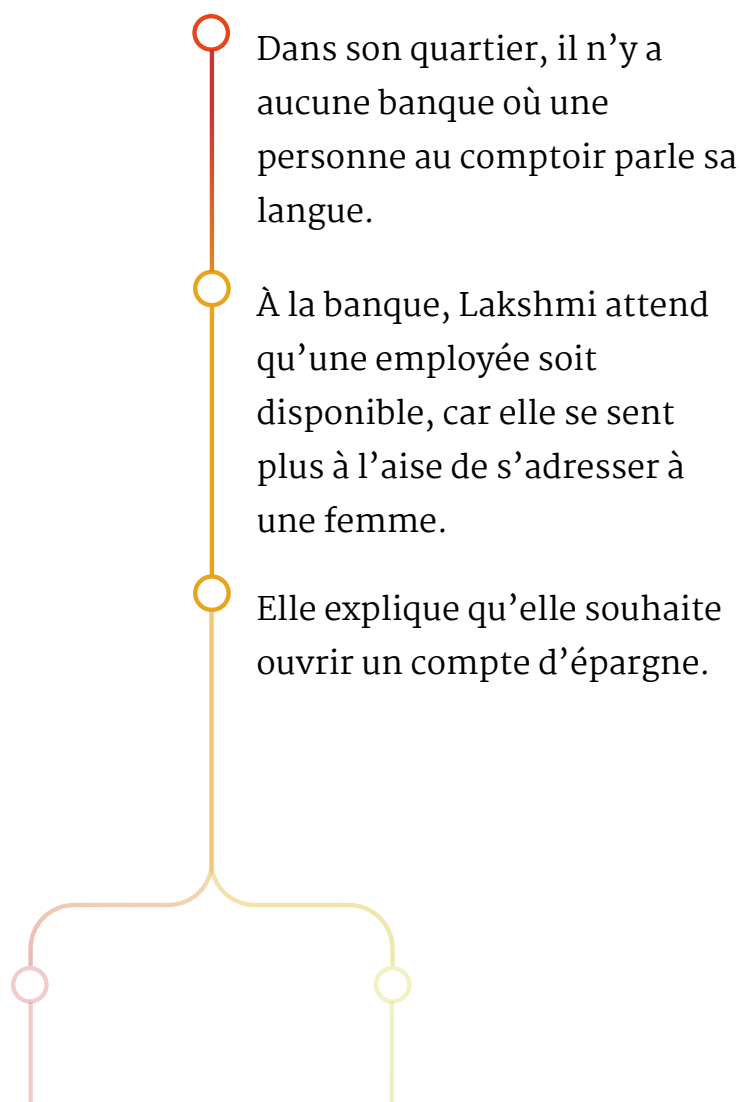 Dans son quartier, il n’y a
aucune banque où une
personne au comptoir parle sa
langue.
À la banque, Lakshmi attend
qu’une employée soit
disponible, car elle se sent
plus à l’aise de s’adresser à
une femme.
Elle explique qu’elle souhaite
ouvrir un compte d’épargne.